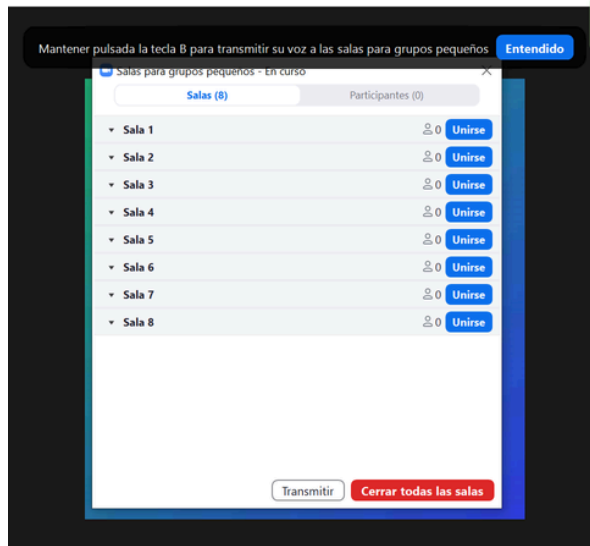 Mantener pulsada la tecla B para transmitir su voz a las salas para grupos pequeños Entendido
Salas para grupos pequeños - En curso
Salas (8) Participantes (0)
Sala 1 0 Unirse
Sala 2 0 Unirse
Sala 3 0 Unirse
Sala 4 0 Unirse
Sala 5 0 Unirse
Sala 6 0 Unirse
Sala 7 0 Unirse
Sala 8 0 Unirse
Transmitir Cerrar todas las salas